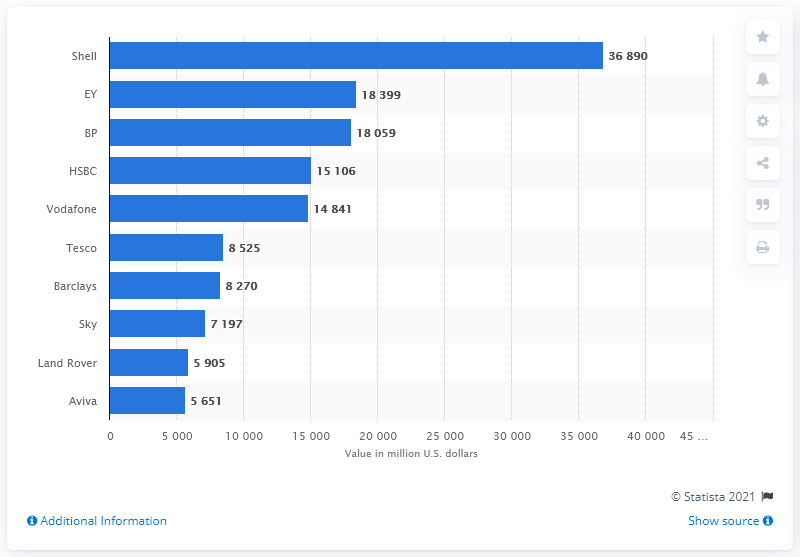 Shell 36 890
EY 18 399
BP 18 059
HSBC 15 106
Vodafone 14 841
Tesco 8 525
Barclays 8 270
Sky 7 197
Land Rover 5 905
Aviva 5 651
0 5 000 10 000 15 000 20 000 25 000 30 000 35 000 40 000 45 ...
Value in million U.S. dollars
© Statista 2021
Additional Information Show source